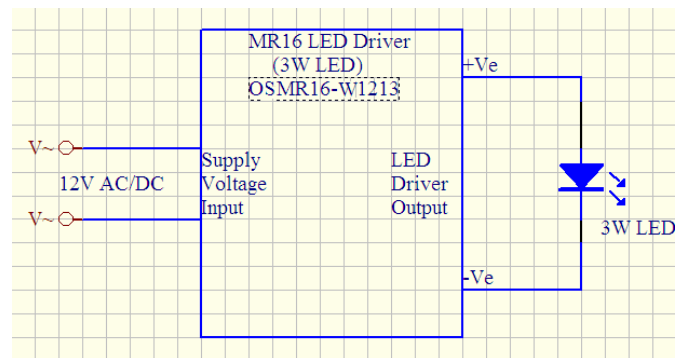 MR16 LED Driver
(3W LED)
OSMR16-W1213
+Ve
V~
Supply
Voltage
Input
LED
Driver
Output
12V AC/DC
V~
3W LED
-Ve